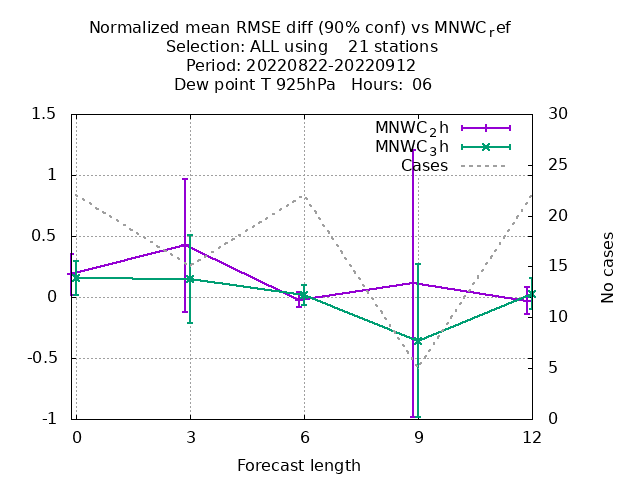 Normalized mean RMSE diff (90% conf) vs MNWC_ref
Selection: ALL using 21 stations
Period: 20220822-20220912
Dew point T 925hPa Hours: 06
MNWC_2h
MNWC_3h
Cases
1.5
1
0.5
0
-0.5
-1
30
25
20
15
10
5
0
No cases
0 3 6 9 12
Forecast length